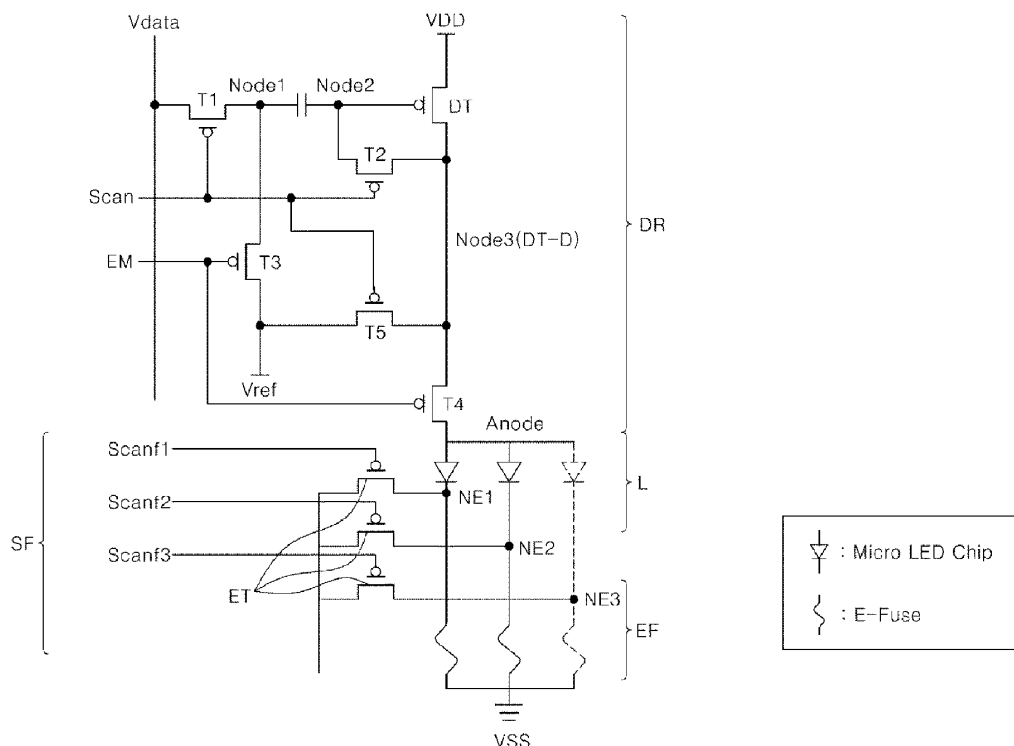 Vdata
VDD
Node1
Node2
T1
DT
T2
Scan
Node3(DT-D)
DR
EM
T3
T5
Vref
T4
Anode
Scanf1
L
NE1
Scanf2
SF
NE2
Scanf3
: Micro LED Chip
ET
NE3
EF
: E-Fuse
VSS